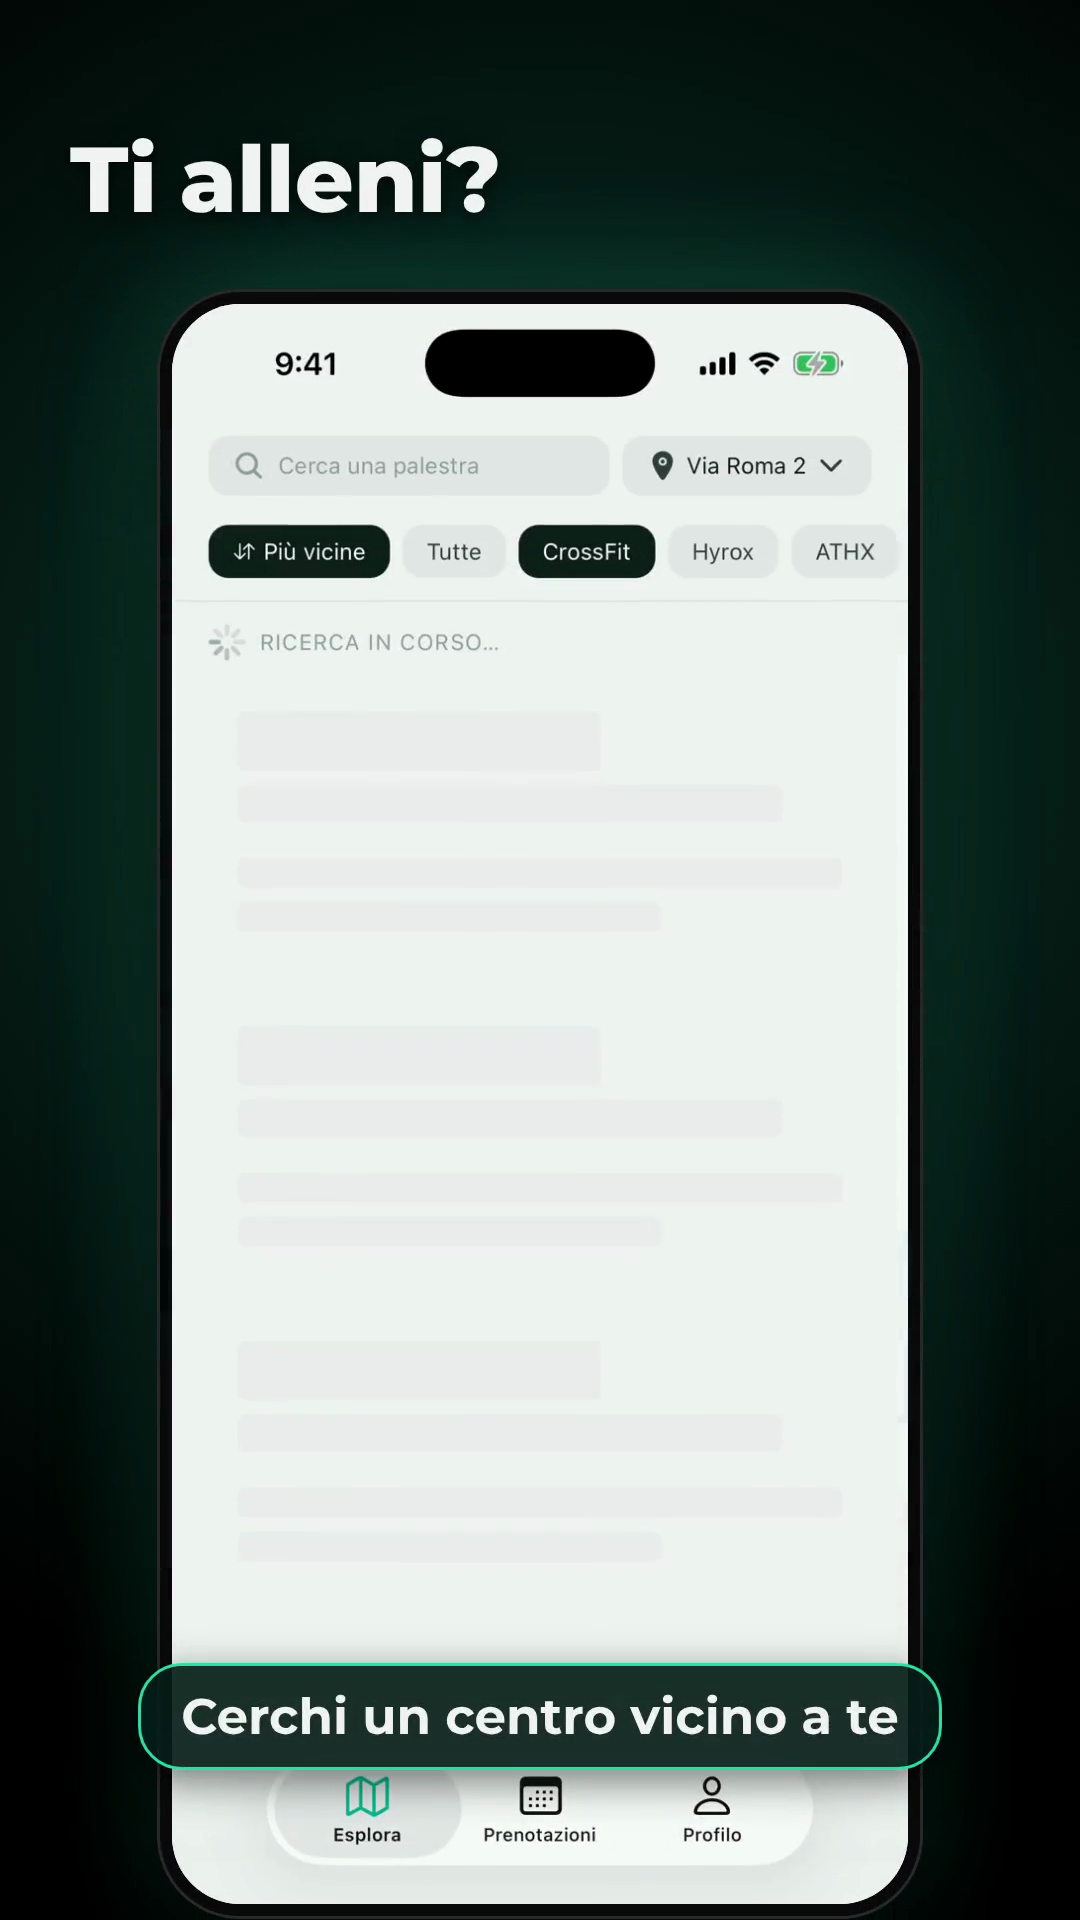 Ti alleni?
9:41
Cerca una palestra
Via Roma 2
Più vicine
Tutte
CrossFit
Hyrox
ATHX
RICERCA IN CORSO...
Cerchi un centro vicino a te
Esplora
Prenotazioni
Profilo